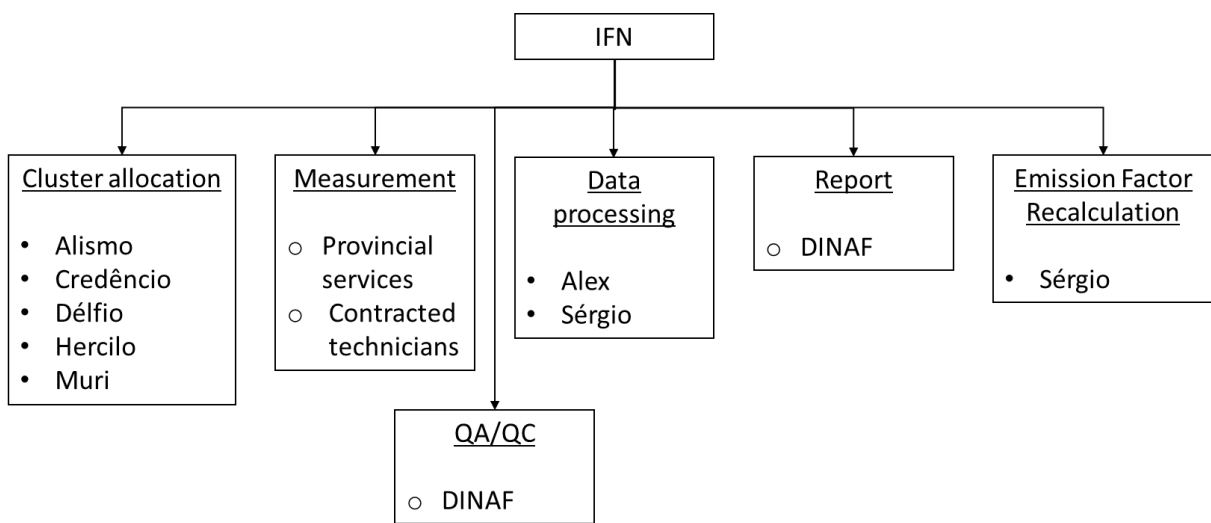 IFN
Cluster allocation
• Alismo
• Credêncio
• Délfio
• Hercilo
• Muri
Measurement
○ Provincial
services
○ Contracted
technicians
QA/QC
○ DINAF
Data
processing
• Alex
• Sérgio
Report
○ DINAF
Emission Factor
Recalculation
• Sérgio